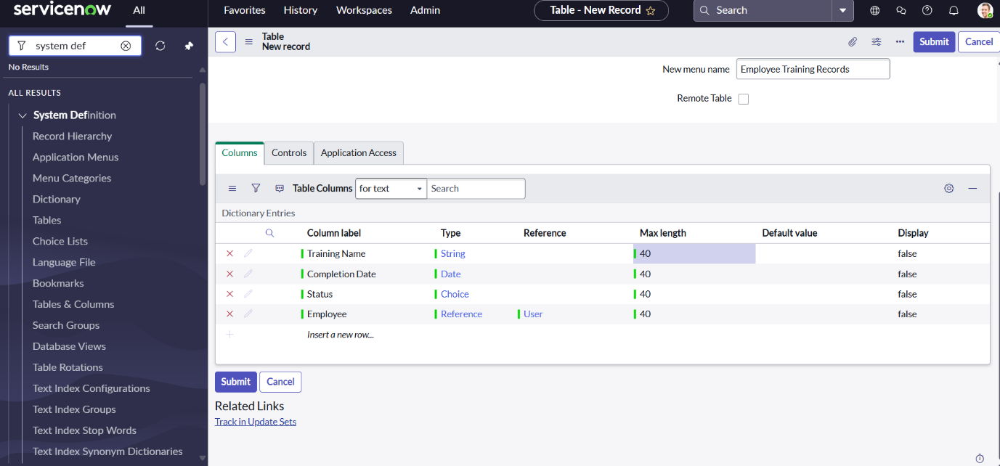 servicenow All Favorites History Workspaces Admin Table - New Record Search
system def
No Results
ALL RESULTS
System Definition
Record Hierarchy
Application Menus
Menu Categories
Dictionary
Tables
Choice Lists
Language File
Bookmarks
Tables & Columns
Search Groups
Database Views
Table Rotations
Text Index Configurations
Text Index Groups
Text Index Stop Words
Text Index Synonym Dictionaries
Table
New record
Submit Cancel
New menu name Employee Training Records
Remote Table
Columns Controls Application Access
Table Columns for text Search
Dictionary Entries
Column label Type Reference Max length Default value Display
Training Name String 40 false
Completion Date Date 40 false
Status Choice 40 false
Employee Reference User 40 false
Insert a new row...
Submit Cancel
Related Links
Track in Update Sets